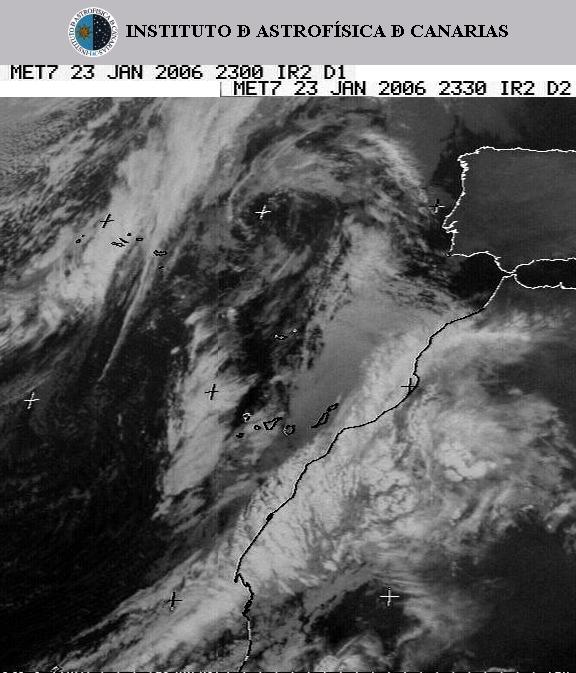 INSTITUTO D ASTROFÍSICA D CANARIAS
MET7 23 JAN 2006 2300 IR2 D1
MET7 23 JAN 2006 2330 IR2 D2